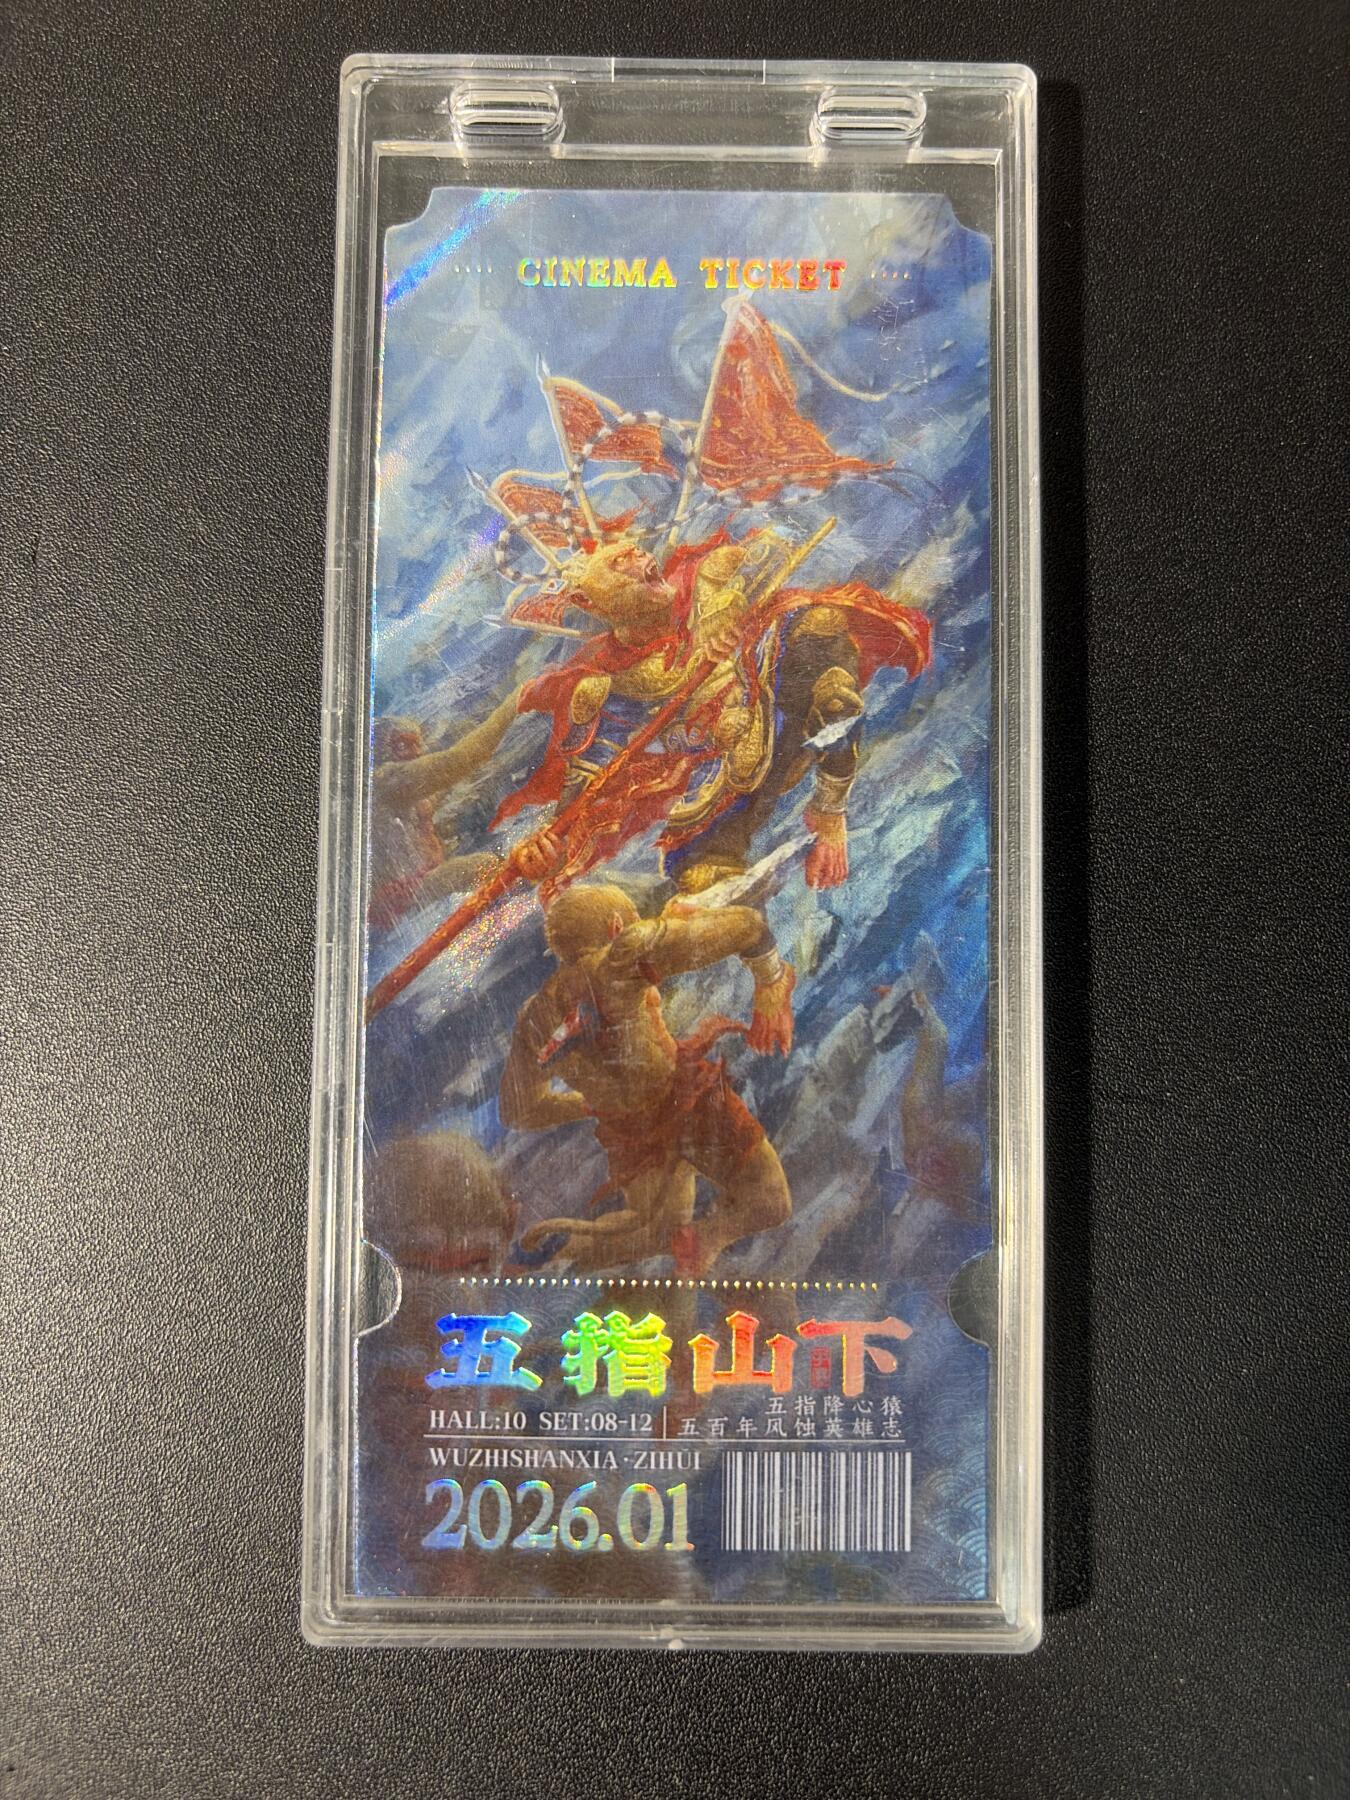 CINEMA TICKET
五指山下
HALL:10 SET:08-12
五指降心猿
五百年风蚀英雄志
WUZHISHANXIA·ZIHUI
2026.01